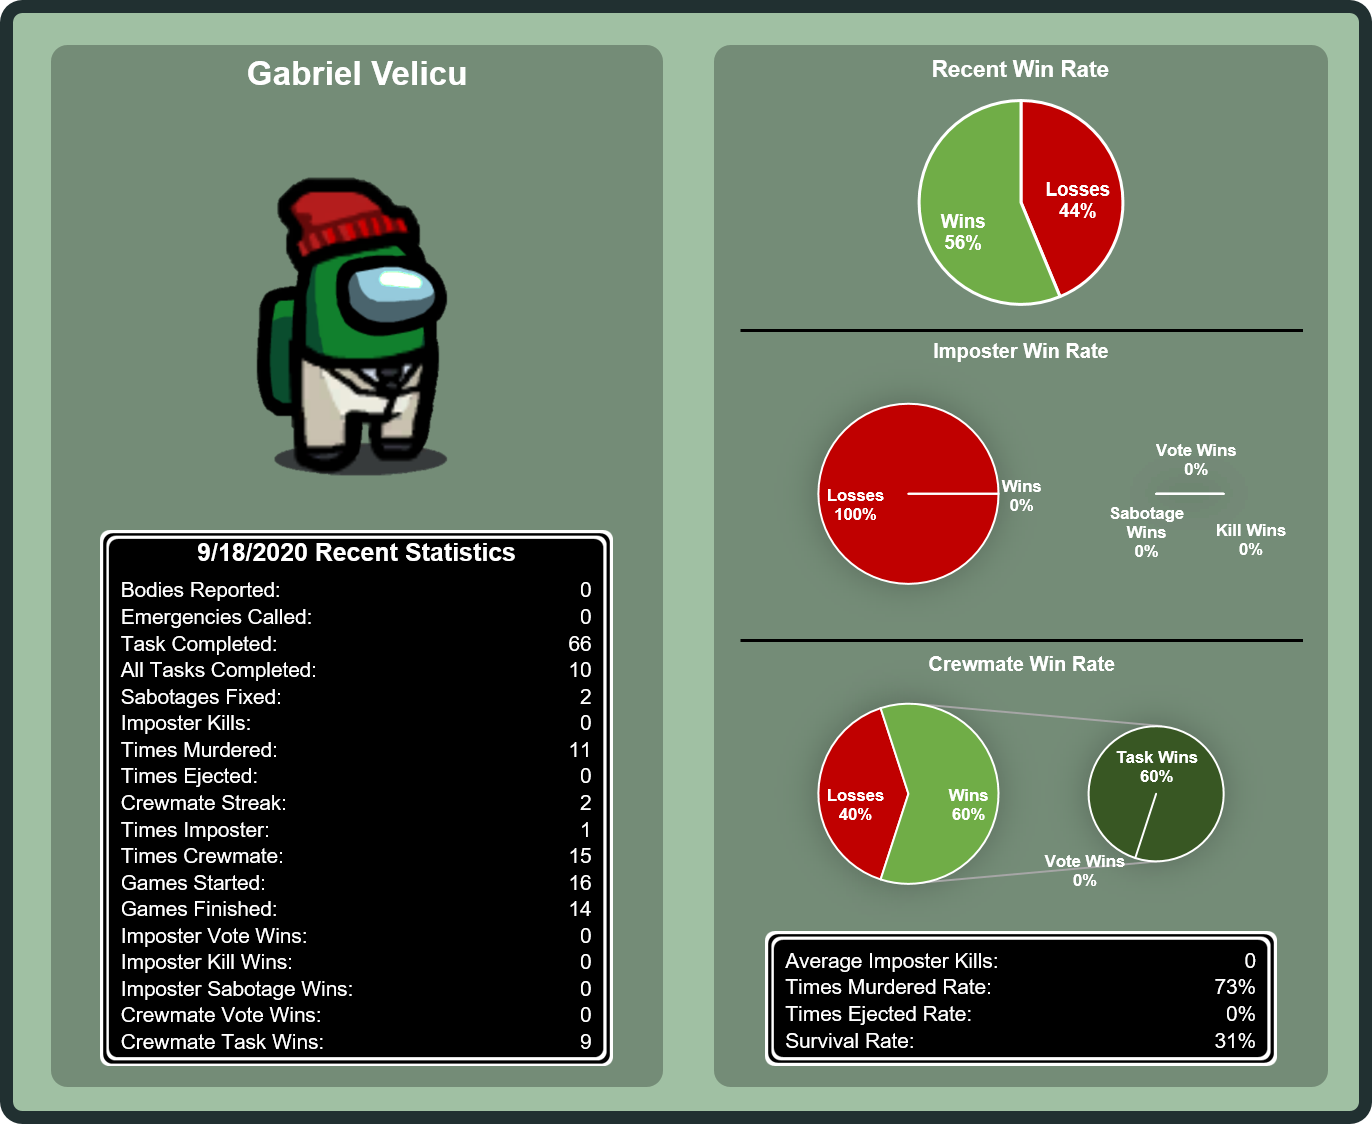 Gabriel Velicu
9/18/2020 Recent Statistics
Bodies Reported: 0
Emergencies Called: 0
Task Completed: 66
All Tasks Completed: 10
Sabotages Fixed: 2
Imposter Kills: 0
Times Murdered: 11
Times Ejected: 0
Crewmate Streak: 2
Times Imposter: 1
Times Crewmate: 15
Games Started: 16
Games Finished: 14
Imposter Vote Wins: 0
Imposter Kill Wins: 0
Imposter Sabotage Wins: 0
Crewmate Vote Wins: 0
Crewmate Task Wins: 9
Recent Win Rate
Losses
44%
Wins
56%
Imposter Win Rate
Losses
100%
Wins
0%
Vote Wins
0%
Sabotage
Wins
0%
Kill Wins
0%
Crewmate Win Rate
Losses
40%
Wins
60%
Task Wins
60%
Vote Wins
0%
Average Imposter Kills: 0
Times Murdered Rate: 73%
Times Ejected Rate: 0%
Survival Rate: 31%